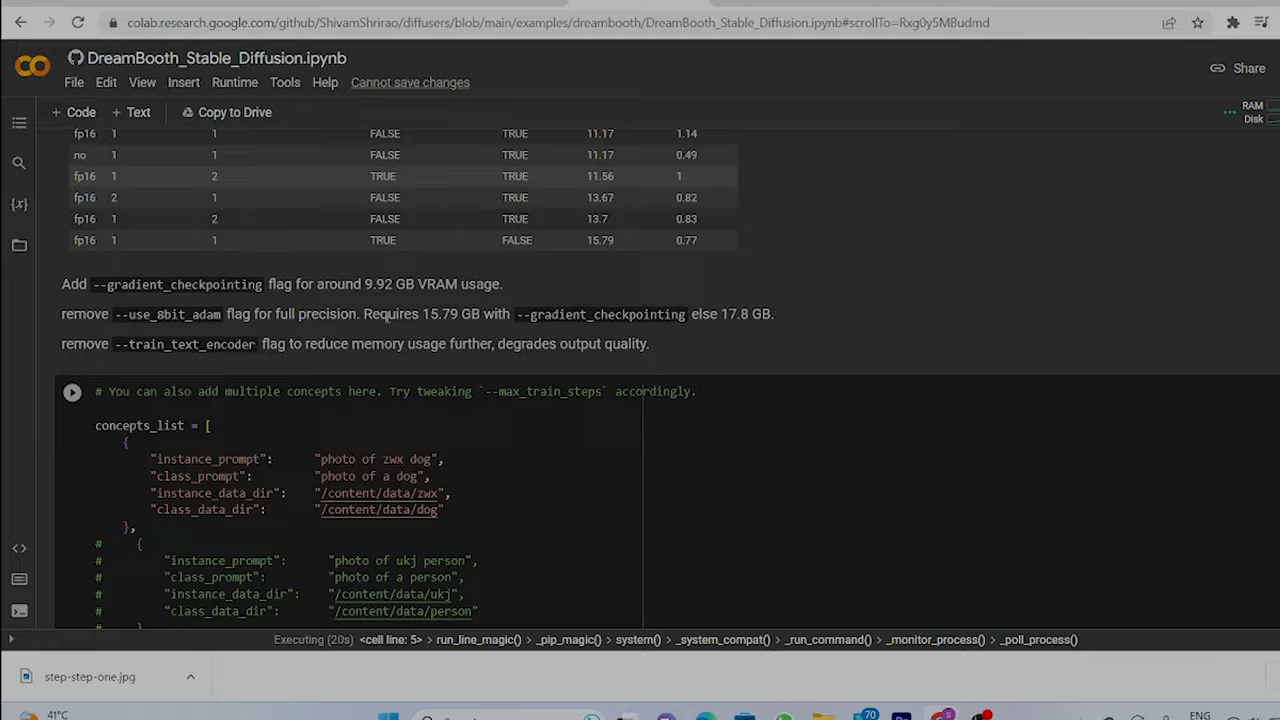 colab.research.google.com/github/ShivamShrirao/diffusers/blob/main/examples/dreambooth/DreamBooth_Stable_Diffusion.ipynb#scrollTo=Rxg0y5MBudmd
DreamBooth_Stable_Diffusion.ipynb
File Edit View Insert Runtime Tools Help Cannot save changes
Share
+ Code + Text Copy to Drive
RAM
Disk
fp16 1 1 FALSE TRUE 11.17 1.14
no 1 1 FALSE TRUE 11.17 0.49
fp16 1 2 TRUE TRUE 11.56 1
fp16 2 1 FALSE TRUE 13.67 0.82
fp16 1 2 FALSE TRUE 13.7 0.83
fp16 1 1 TRUE FALSE 15.79 0.77
Add --gradient_checkpointing flag for around 9.92 GB VRAM usage.
remove --use_8bit_adam flag for full precision. Requires 15.79 GB with --gradient_checkpointing else 17.8 GB.
remove --train_text_encoder flag to reduce memory usage further, degrades output quality.
# You can also add multiple concepts here. Try tweaking `--max_train_steps` accordingly.
concepts_list = [
{
"instance_prompt": "photo of zwx dog",
"class_prompt": "photo of a dog",
"instance_data_dir": "/content/data/zwx",
"class_data_dir": "/content/data/dog"
},
# {
# "instance_prompt": "photo of ukj person",
# "class_prompt": "photo of a person",
# "instance_data_dir": "/content/data/ukj",
# "class_data_dir": "/content/data/person"
Executing (20s) <cell line: 5> > run_line_magic() > _pip_magic() > system() > _system_compat() > _run_command() > _monitor_process() > _poll_process()
step-step-one.jpg
41°C
70
ENG